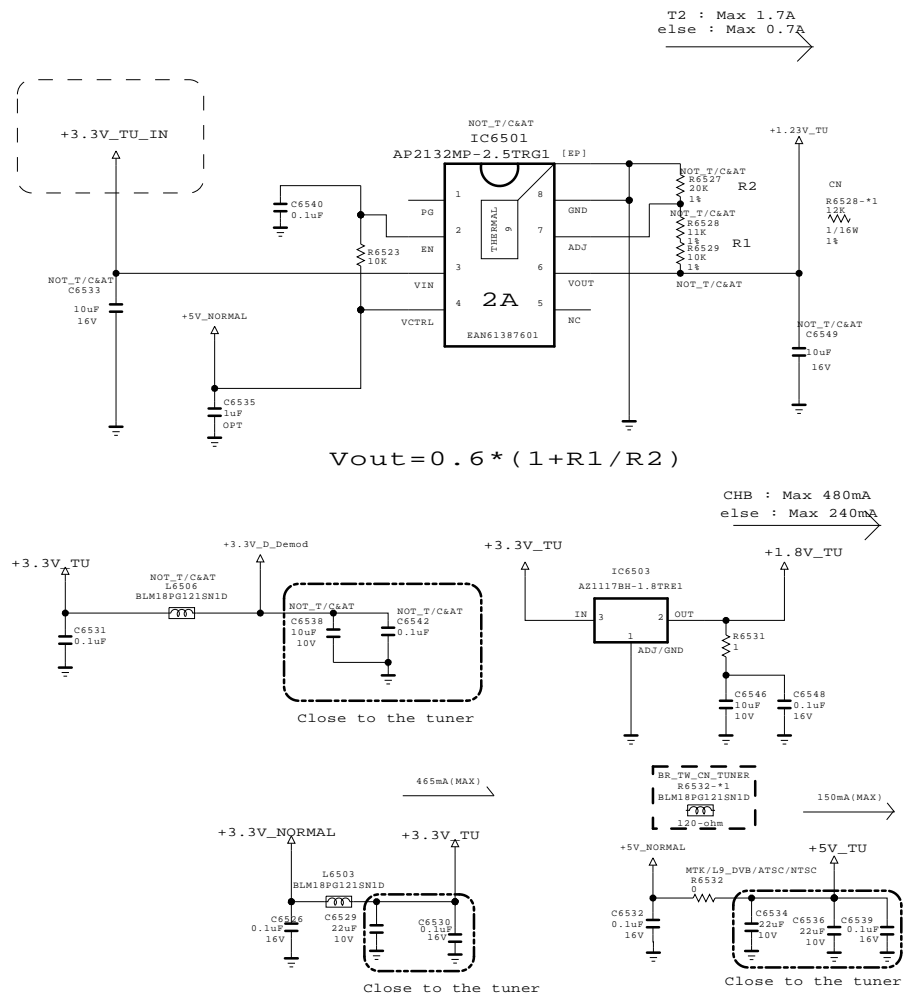 T2 : Max 1.7A
else : Max 0.7A
+3.3V_TU_IN
NOT_T/C&AT
IC6501
AP2132MP-2.5TRG1
[EP]
+1.23V_TU
C6540
0.1uF
R6523
10K
1
PG
2
EN
3
VIN
4
VCTRL
THERMAL
9
2A
EAN61387601
8
GND
7
ADJ
6
VOUT
5
NC
NOT_T/C&AT
R6527
20K
1%
R2
NOT_T/C&AT
R6528
11K
1%
R6529
10K
1%
R1
NOT_T/C&AT
CN
R6528-*1
12K
1/16W
1%
NOT_T/C&AT
C6533
10uF
16V
+5V_NORMAL
C6535
1uF
OPT
NOT_T/C&AT
C6549
10uF
16V
Vout=0.6*(1+R1/R2)
CHB : Max 480mA
else : Max 240mA
+3.3V_TU
NOT_T/C&AT
L6506
BLM18PG121SN1D
+3.3V_D_Demod
C6531
0.1uF
NOT_T/C&AT
C6538
10uF
10V
NOT_T/C&AT
C6542
0.1uF
Close to the tuner
+3.3V_TU
IC6503
AZ1117BH-1.8TRE1
+1.8V_TU
IN
3
2
OUT
1
ADJ/GND
R6531
1
C6546
10uF
10V
C6548
0.1uF
16V
465mA(MAX)
+3.3V_NORMAL
+3.3V_TU
L6503
BLM18PG121SN1D
C6526
0.1uF
16V
C6529
22uF
10V
C6530
0.1uF
16V
Close to the tuner
BR_TW_CN_TUNER
R6532-*1
BLM18PG121SN1D
120-ohm
150mA(MAX)
+5V_NORMAL
+5V_TU
MTK/L9_DVB/ATSC/NTSC
R6532
0
C6532
0.1uF
16V
C6534
22uF
10V
C6536
22uF
10V
C6539
0.1uF
16V
Close to the tuner